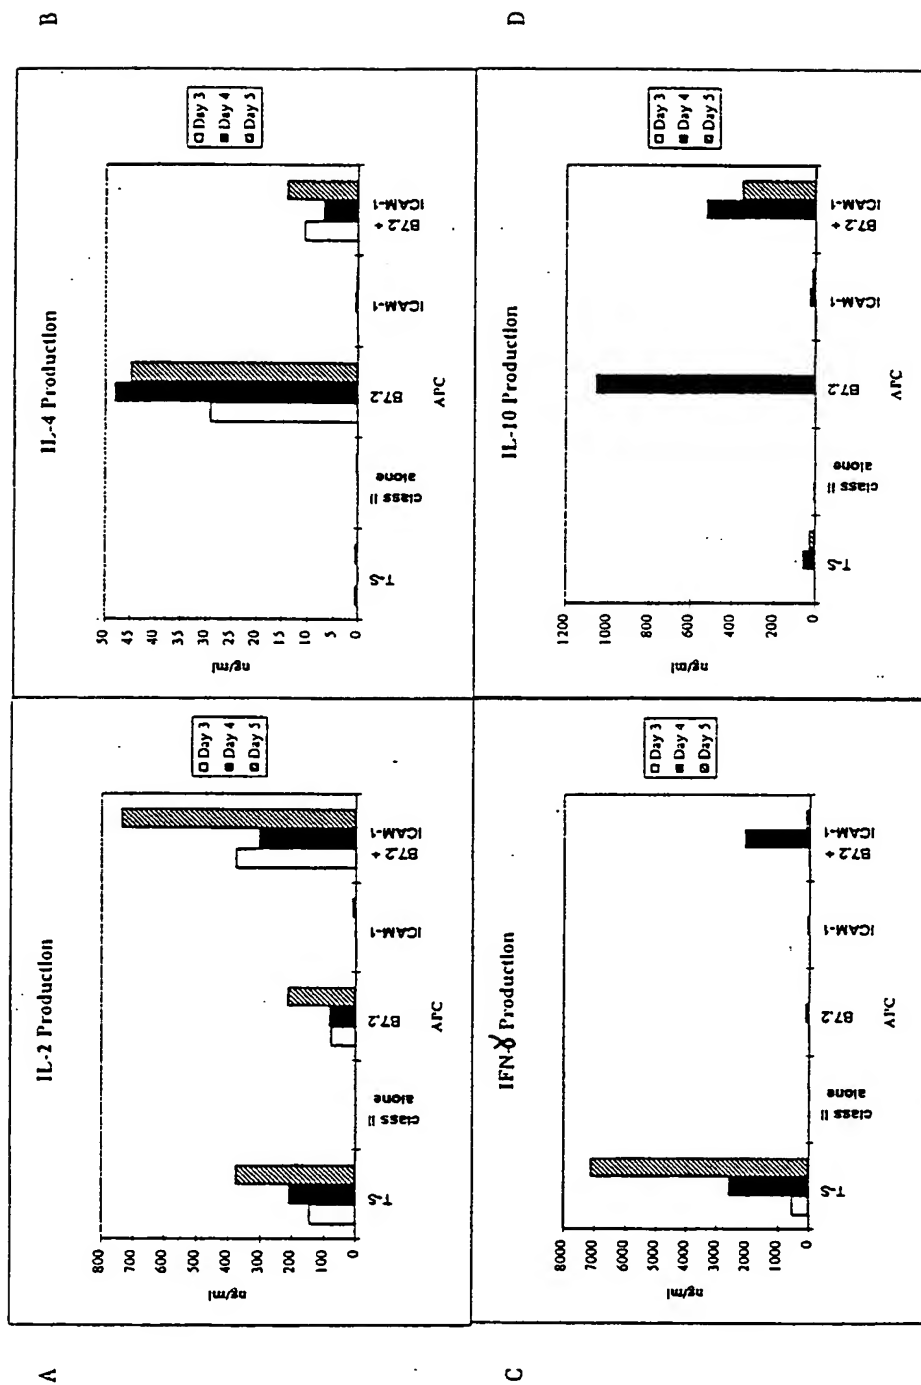 A
IL-2 Production
800
700
600
500
400
300
200
100
0
ng/ml
T-S
class II
alone
B7.2
ICAM-1
B7.2 +
ICAM-1
APC
Day 3
Day 4
Day 5
B
IL-4 Production
50
45
40
35
30
25
20
15
10
5
0
ng/ml
T-S
class II
alone
B7.2
ICAM-1
B7.2 +
ICAM-1
APC
Day 3
Day 4
Day 5
C
IFN-γ Production
8000
7000
6000
5000
4000
3000
2000
1000
0
ng/ml
T-S
class II
alone
B7.2
ICAM-1
B7.2 +
ICAM-1
APC
Day 3
Day 4
Day 5
D
IL-10 Production
1200
1000
800
600
400
200
0
ng/ml
T-S
class II
alone
B7.2
ICAM-1
B7.2 +
ICAM-1
APC
Day 3
Day 4
Day 5